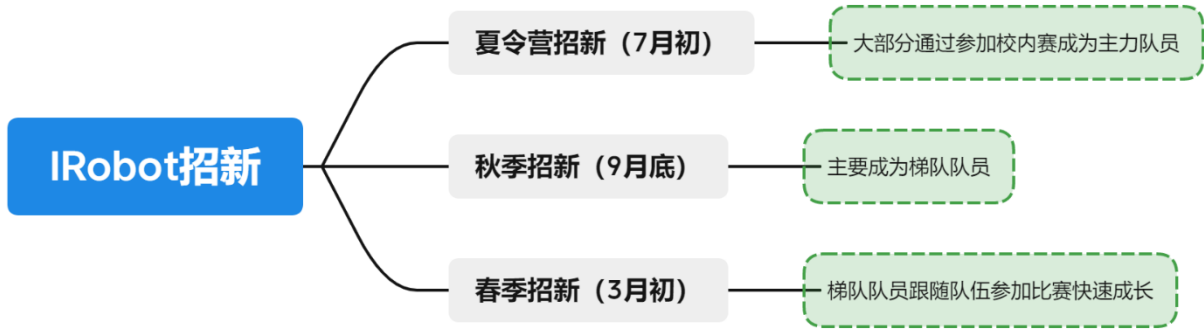 IRobot招新
夏令营招新（7月初）
大部分通过参加校内赛成为主力队员
秋季招新（9月底）
主要成为梯队队员
春季招新（3月初）
梯队队员跟随队伍参加比赛快速成长